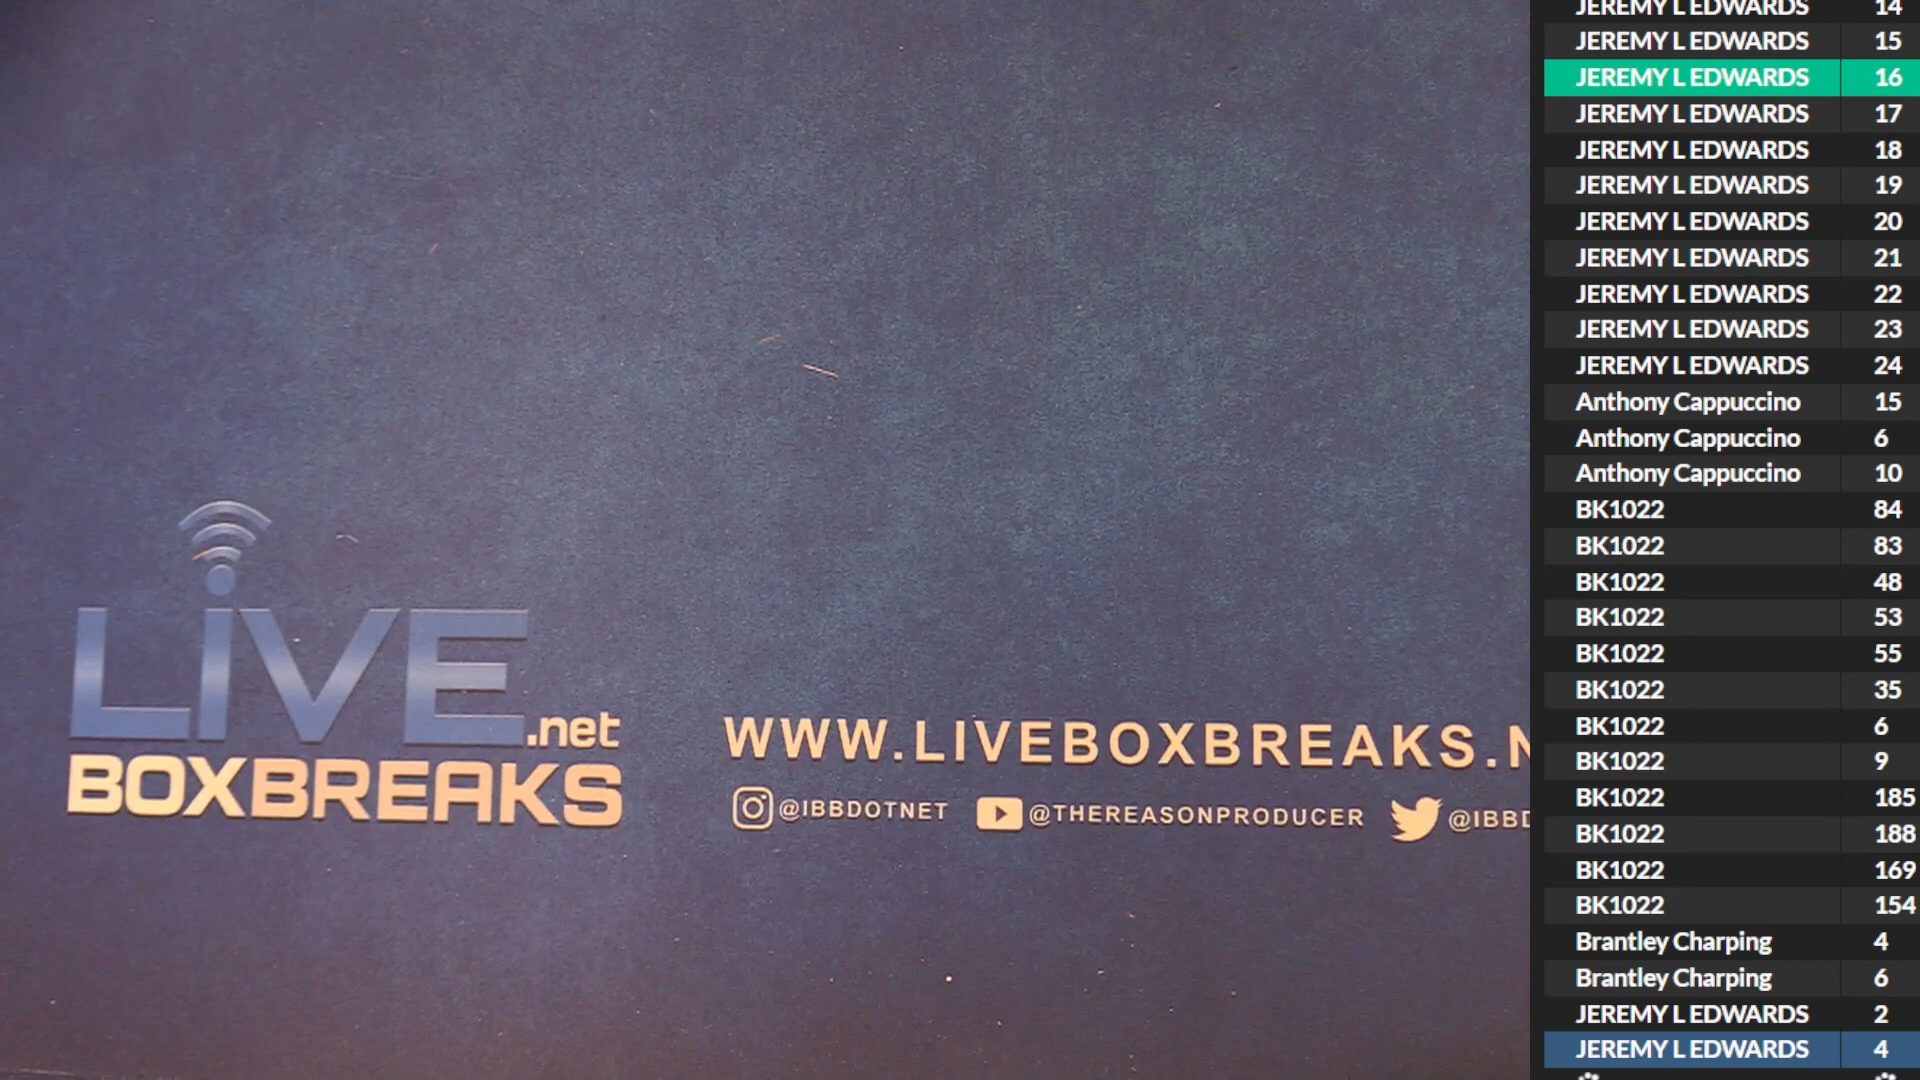 LiVE.net
BOXBREAKS
WWW.LIVEBOXBREAKS.N
@IBBDOTNET @THEREASONPRODUCER @IBBD
JEREMY L EDWARDS 14
JEREMY L EDWARDS 15
JEREMY L EDWARDS 16
JEREMY L EDWARDS 17
JEREMY L EDWARDS 18
JEREMY L EDWARDS 19
JEREMY L EDWARDS 20
JEREMY L EDWARDS 21
JEREMY L EDWARDS 22
JEREMY L EDWARDS 23
JEREMY L EDWARDS 24
Anthony Cappuccino 15
Anthony Cappuccino 6
Anthony Cappuccino 10
BK1022 84
BK1022 83
BK1022 48
BK1022 53
BK1022 55
BK1022 35
BK1022 6
BK1022 9
BK1022 185
BK1022 188
BK1022 169
BK1022 154
Brantley Charping 4
Brantley Charping 6
JEREMY L EDWARDS 2
JEREMY L EDWARDS 4